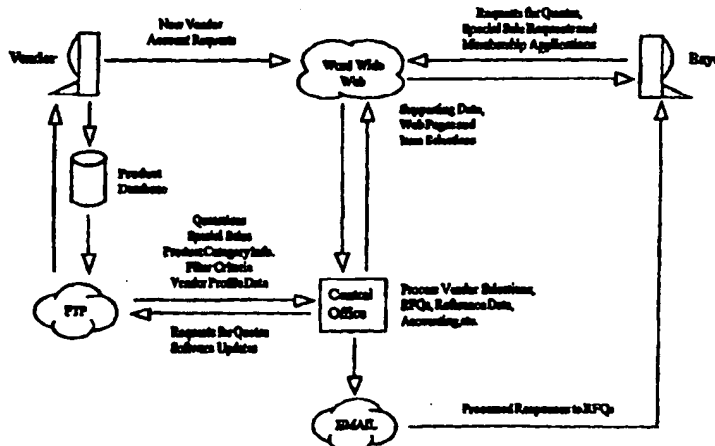 New Vendor
Account Requests
Requests for Quotes,
Special Sale Requests and
Membership Applications
Vendor
Word Wide
Web
Baye
Supporting Data,
Web Pages and
Item Selections
Product
Database
Quotations
Special Sales
Product Category Info.
Filter Criteria
Vendor Profile Data
FTP
Central
Office
Process Vendor Selections,
RFQs, Reference Data,
Accounting, etc.
Requests for Quotes
Software Updates
EMAIL
Processed Responses to RFQs